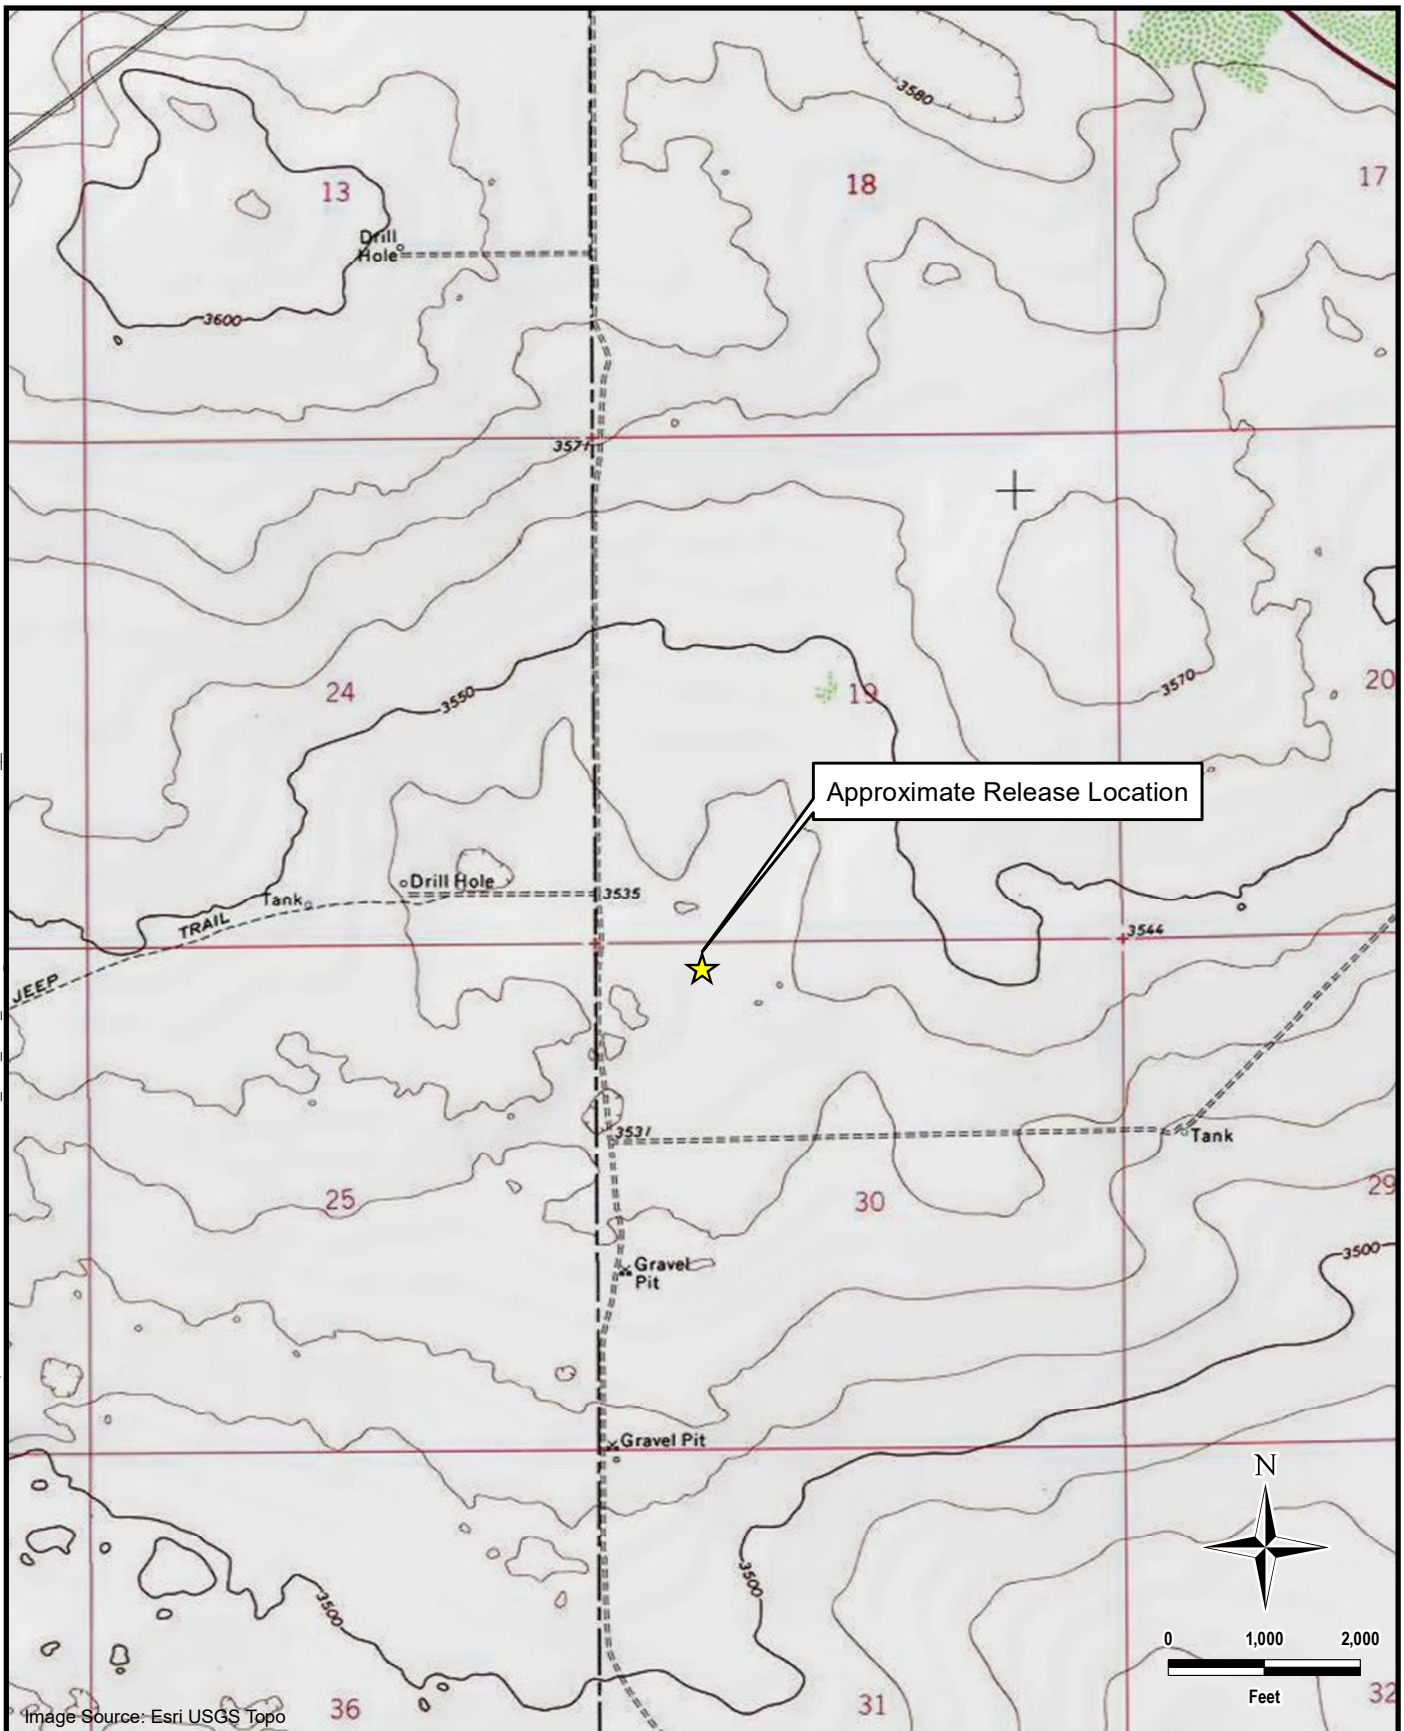 3580
13
18
17
Drill
Hole
3600
3571
3550
24
19
3570
20
Approximate Release Location
Drill Hole
Tank
3535
TRAIL
3544
JEEP
3531
Tank
25
30
29
3500
Gravel
Pit
Gravel Pit
N
3500
3500
0 1,000 2,000
Feet
36
31
32
Image Source: Esri USGS Topo